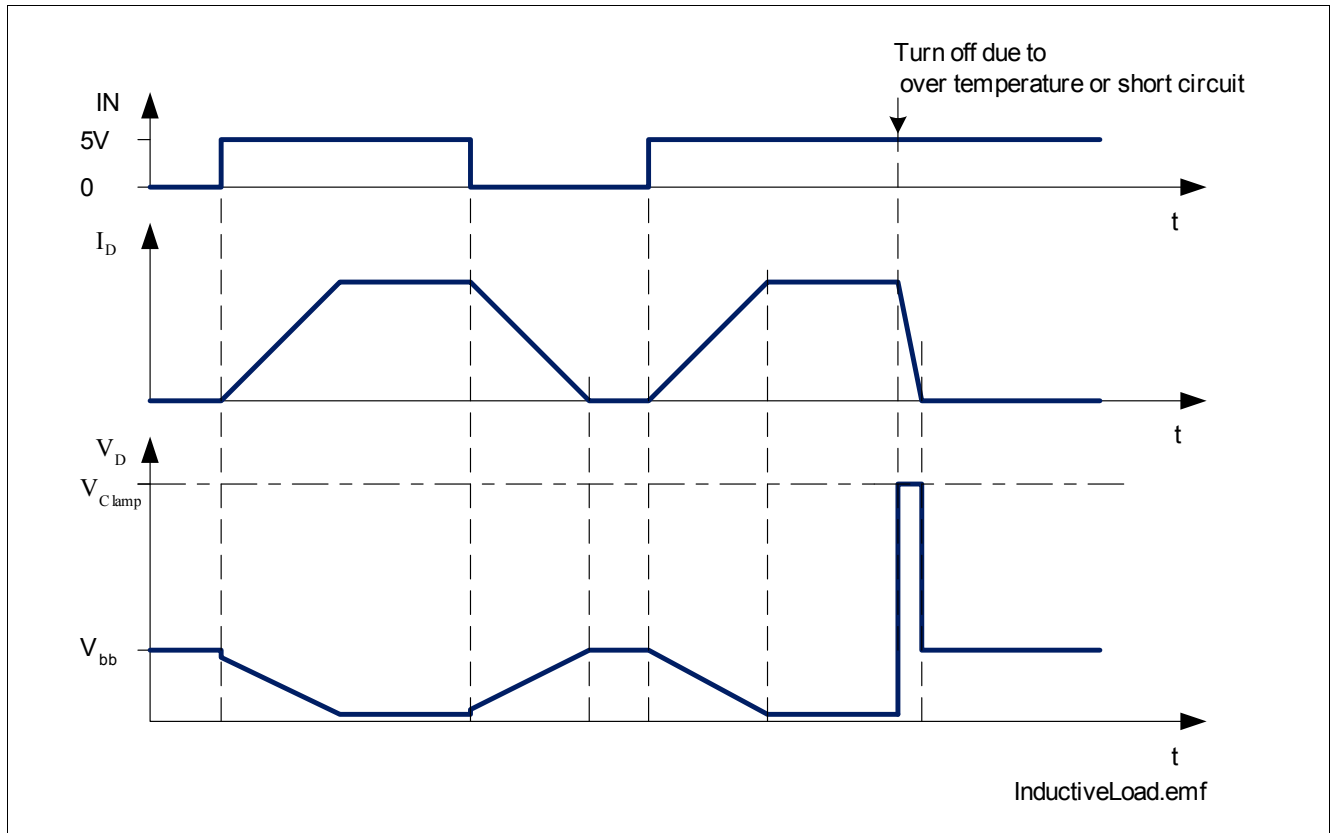 Turn off due to
over temperature or short circuit
IN
5V
0
t
I_D
t
V_D
V_Clamp
V_bb
t
InductiveLoad.emf